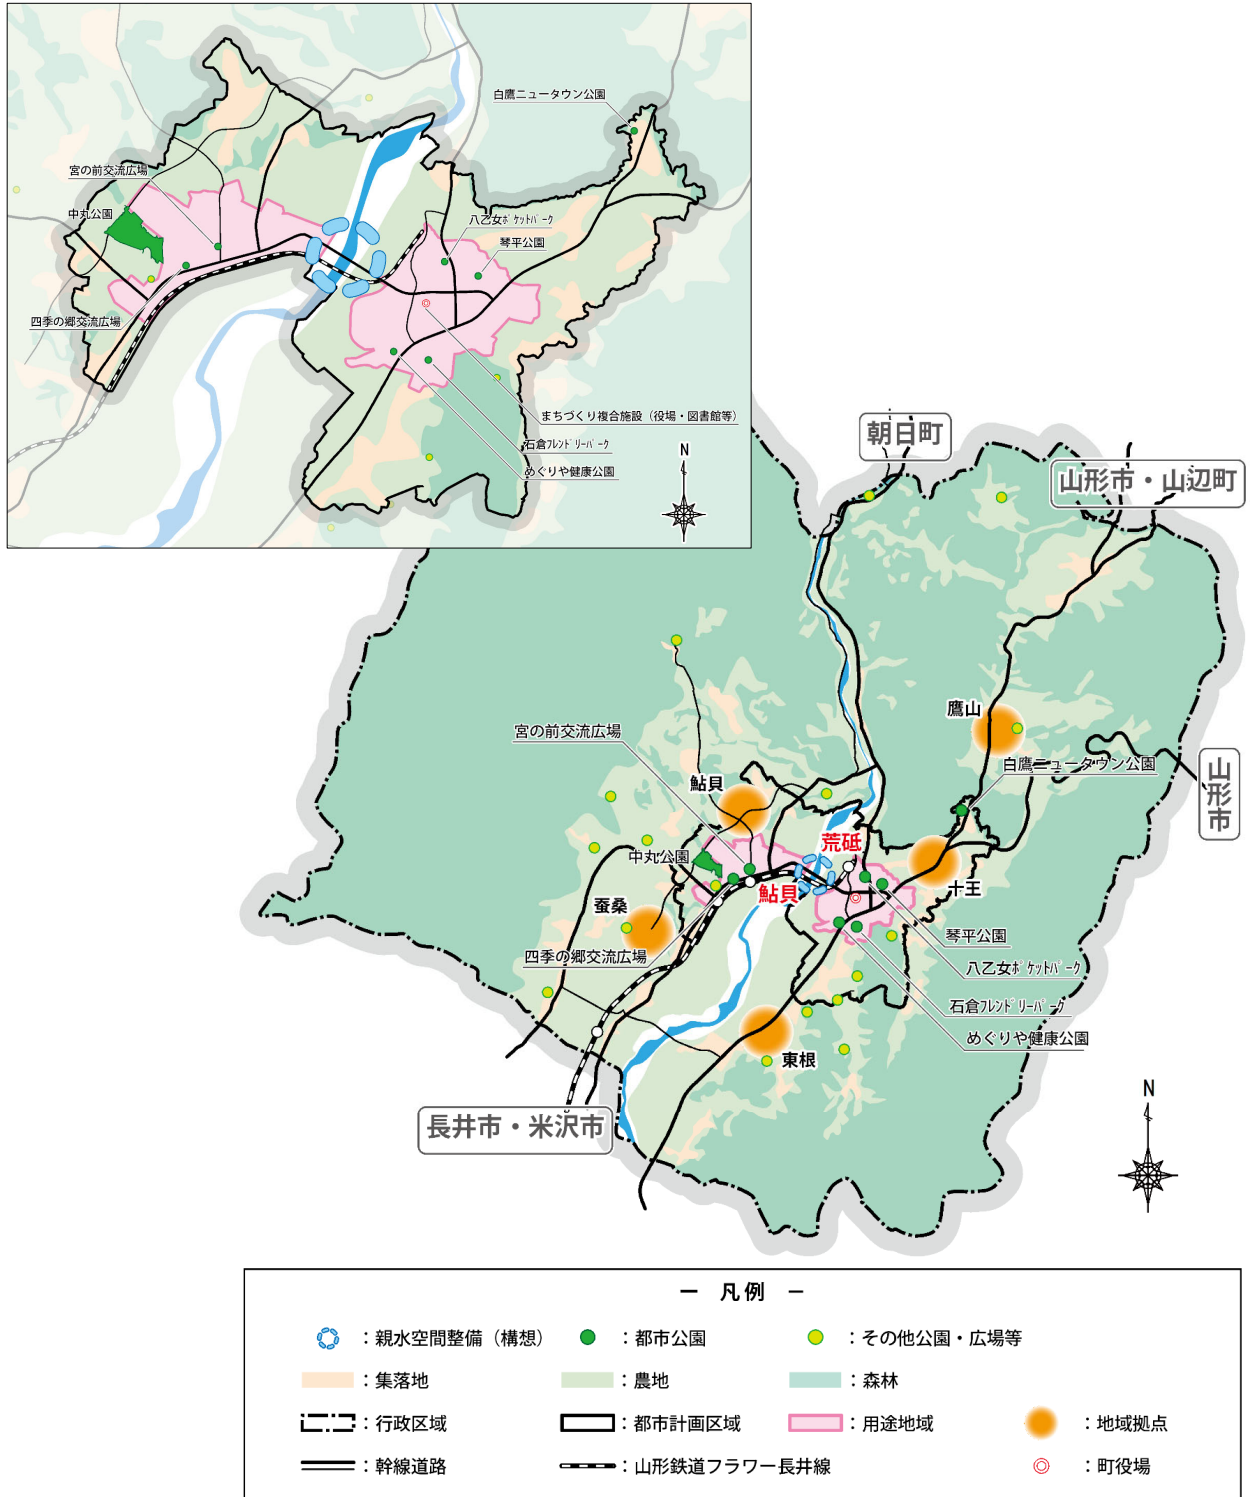 白鷹ニュータウン公園
宮の前交流広場
中丸公園
八乙女ﾎﾟｹｯﾄﾊﾟｰｸ
琴平公園
四季の郷交流広場
まちづくり複合施設（役場・図書館等）
石倉ﾌﾚﾝﾄﾞﾘｰﾊﾟｰｸ
めぐりや健康公園
N
朝日町
山形市・山辺町
鷹山
宮の前交流広場
白鷹ニュータウン公園
山形市
鮎貝
荒砥
中丸公園
鮎貝
十王
蚕桑
琴平公園
四季の郷交流広場
八乙女ﾎﾟｹｯﾄﾊﾟｰｸ
石倉ﾌﾚﾝﾄﾞﾘｰﾊﾟｰｸ
めぐりや健康公園
東根
N
長井市・米沢市
― 凡例 ―
：親水空間整備（構想）
：都市公園
：その他公園・広場等
：集落地
：農地
：森林
：行政区域
：都市計画区域
：用途地域
：地域拠点
：幹線道路
：山形鉄道フラワー長井線
：町役場